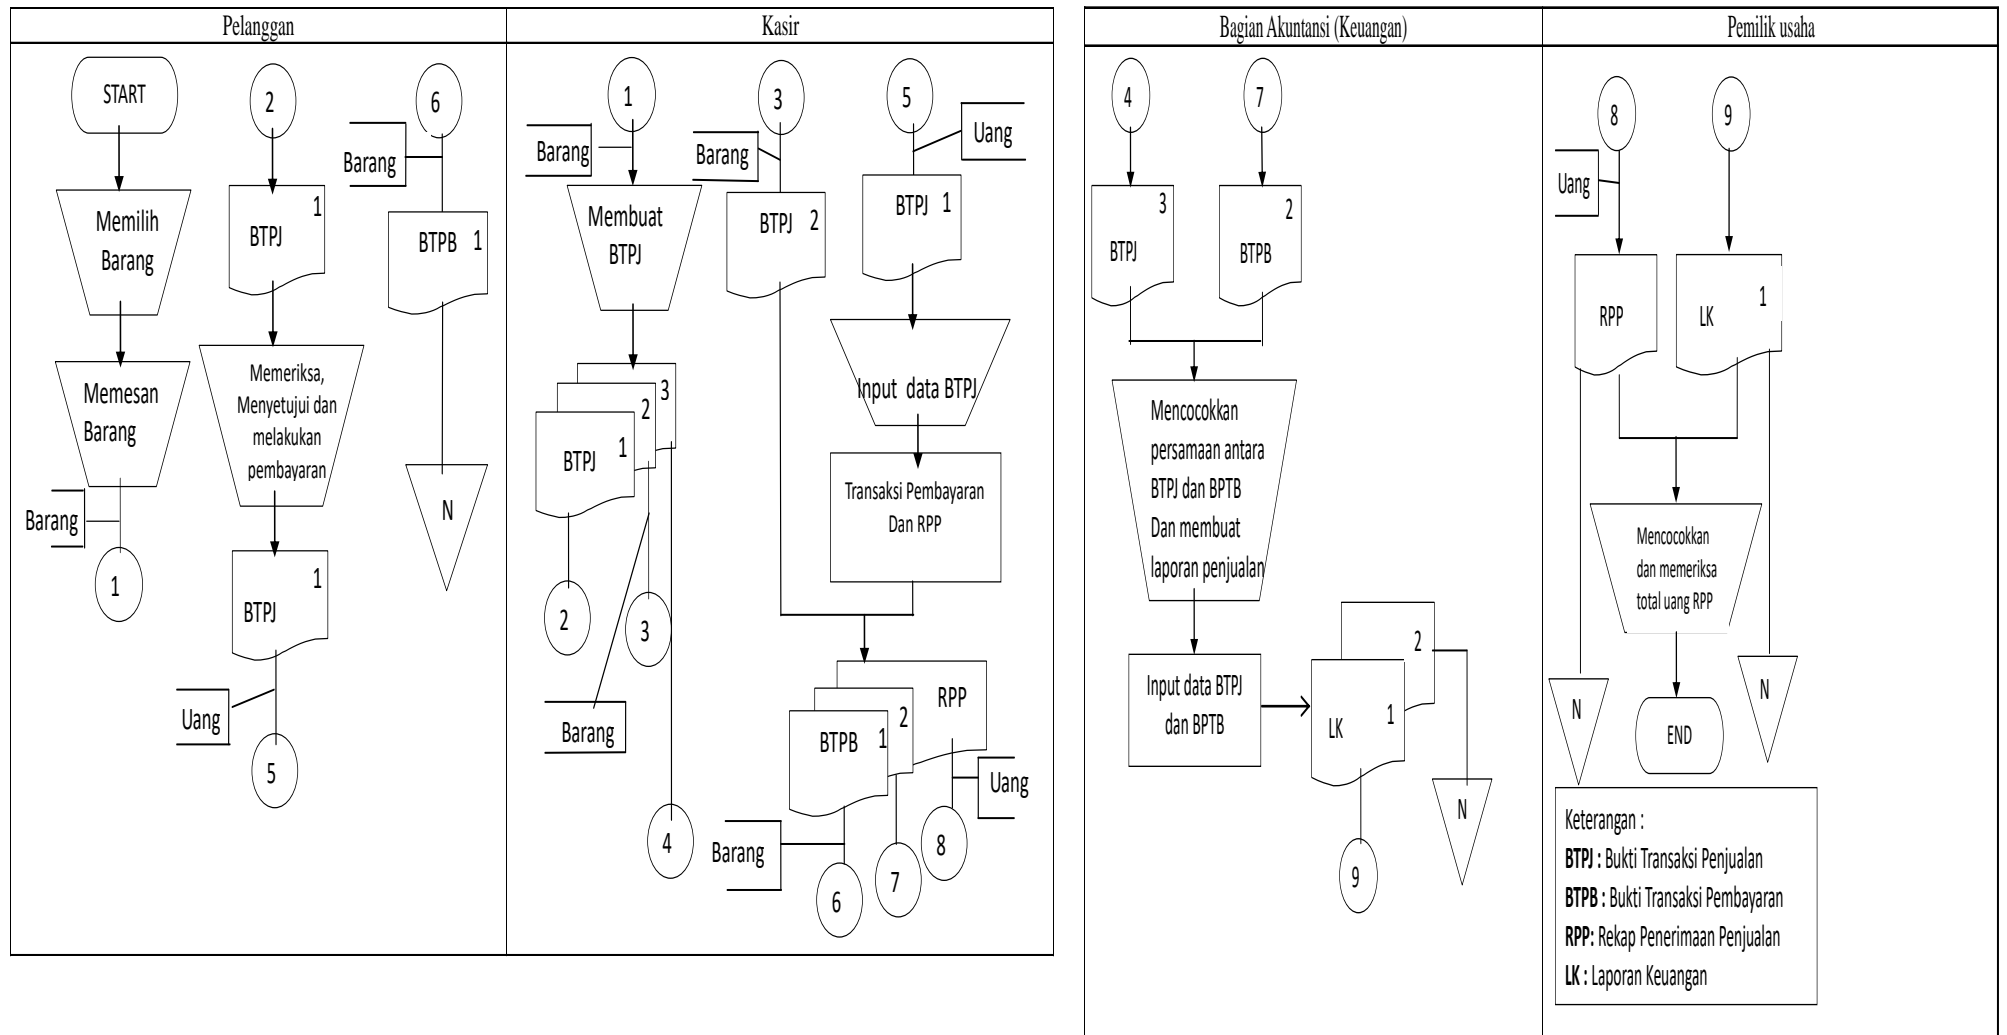 Pelanggan
START
Memilih
Barang
Memesan
Barang
Barang
1
2
1
BTPJ
Memeriksa,
Menyetujui dan
melakukan
pembayaran
1
BTPJ
Uang
5
6
Barang
BTPB 1
N
Kasir
1
Barang
Membuat
BTPJ
3
2
1
BTPJ
2
3
Barang
4
3
Barang
BTPJ 2
5
Uang
BTPJ 1
Input data BTPJ
Transaksi Pembayaran
Dan RPP
RPP
2
BTPB 1
Uang
Barang
6
7
8
Bagian Akuntansi (Keuangan)
4
7
3
BTPJ
2
BTPB
Mencocokkan
persamaan antara
BTPJ dan BPTB
Dan membuat
laporan penjualan
Input data BTPJ
dan BPTB
2
1
LK
N
9
Pemilik usaha
8
9
Uang
RPP
1
LK
Mencocokkan
dan memeriksa
total uang RPP
N
END
N
Keterangan :
BTPJ : Bukti Transaksi Penjualan
BTPB : Bukti Transaksi Pembayaran
RPP: Rekap Penerimaan Penjualan
LK : Laporan Keuangan